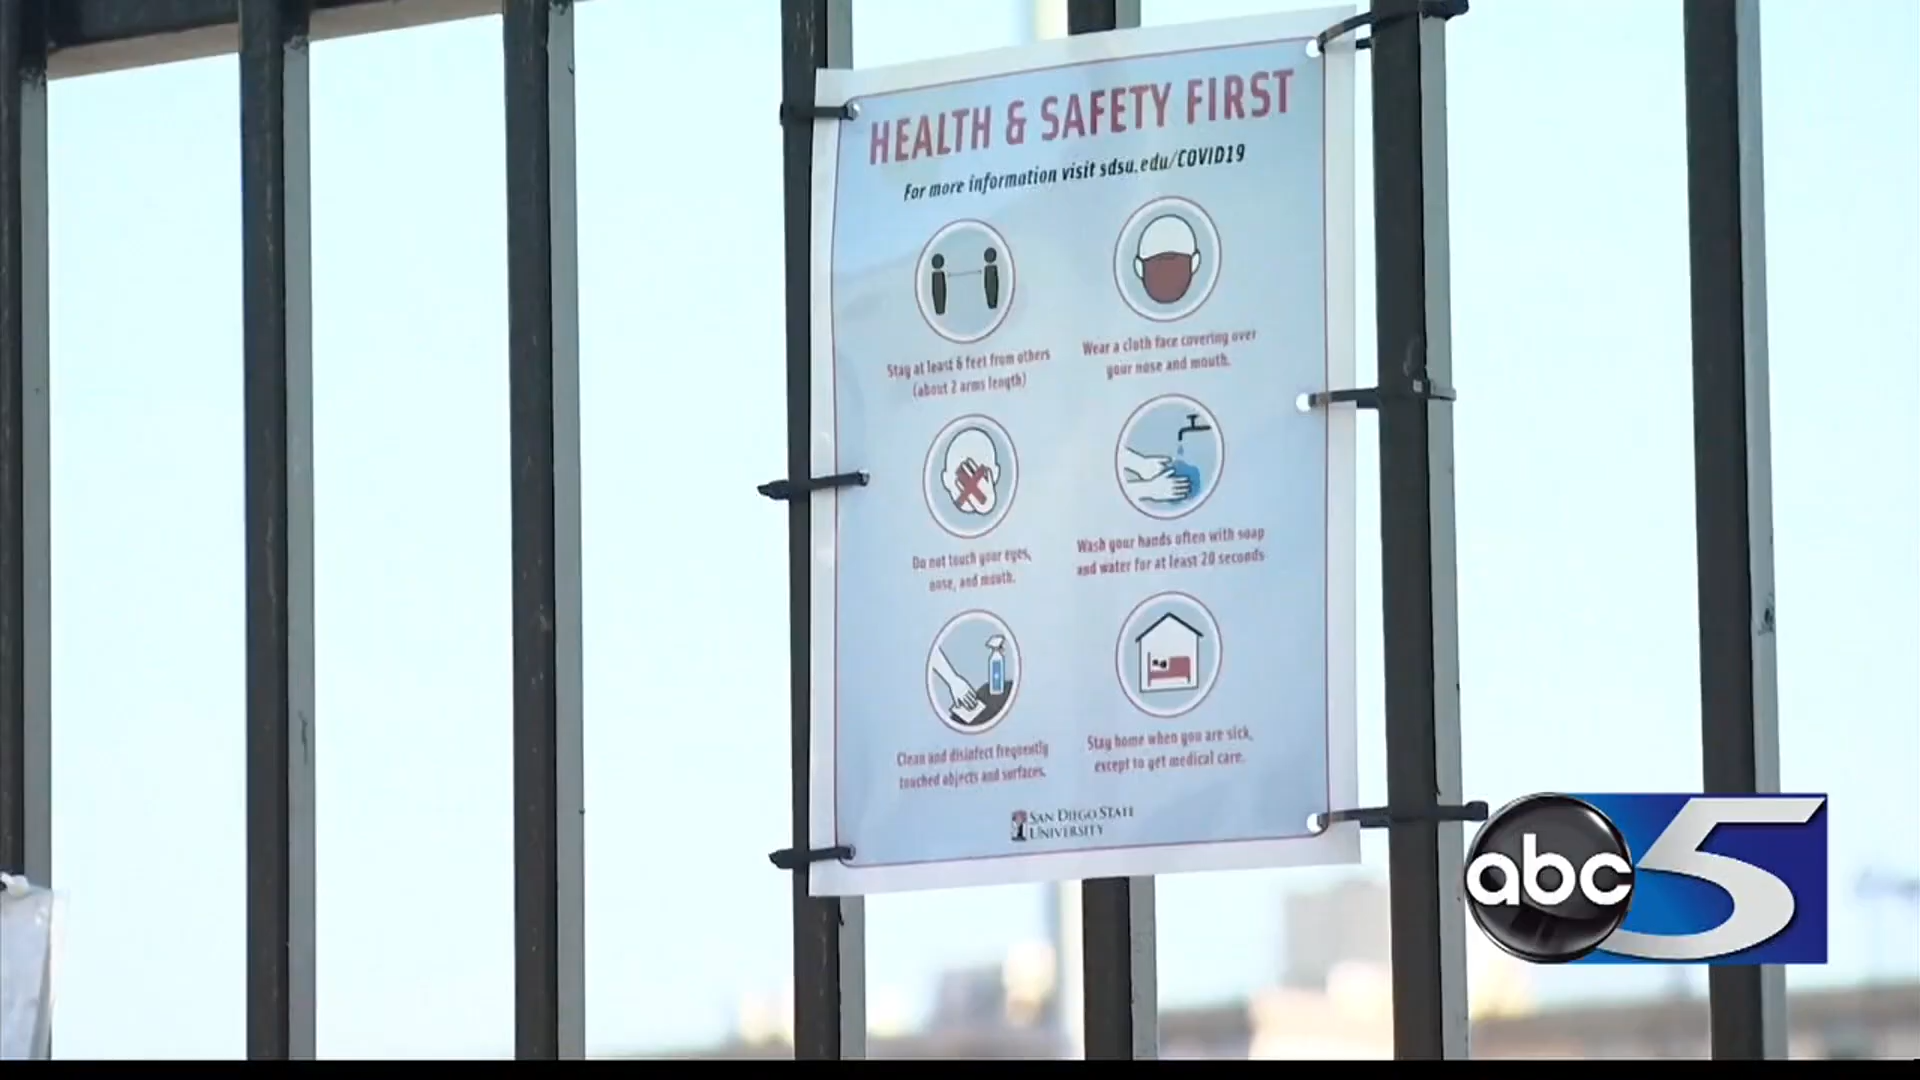 HEALTH & SAFETY FIRST
For more information visit sdsu.edu/COVID19
Stay at least 6 feet from others
(about 2 arms length)
Wear a cloth face covering over
your nose and mouth.
Do not touch your eyes,
nose, and mouth.
Wash your hands often with soap
and water for at least 20 seconds
Clean and disinfect frequently
touched objects and surfaces.
Stay home when you are sick,
except to get medical care.
SAN DIEGO STATE
UNIVERSITY
abc 5